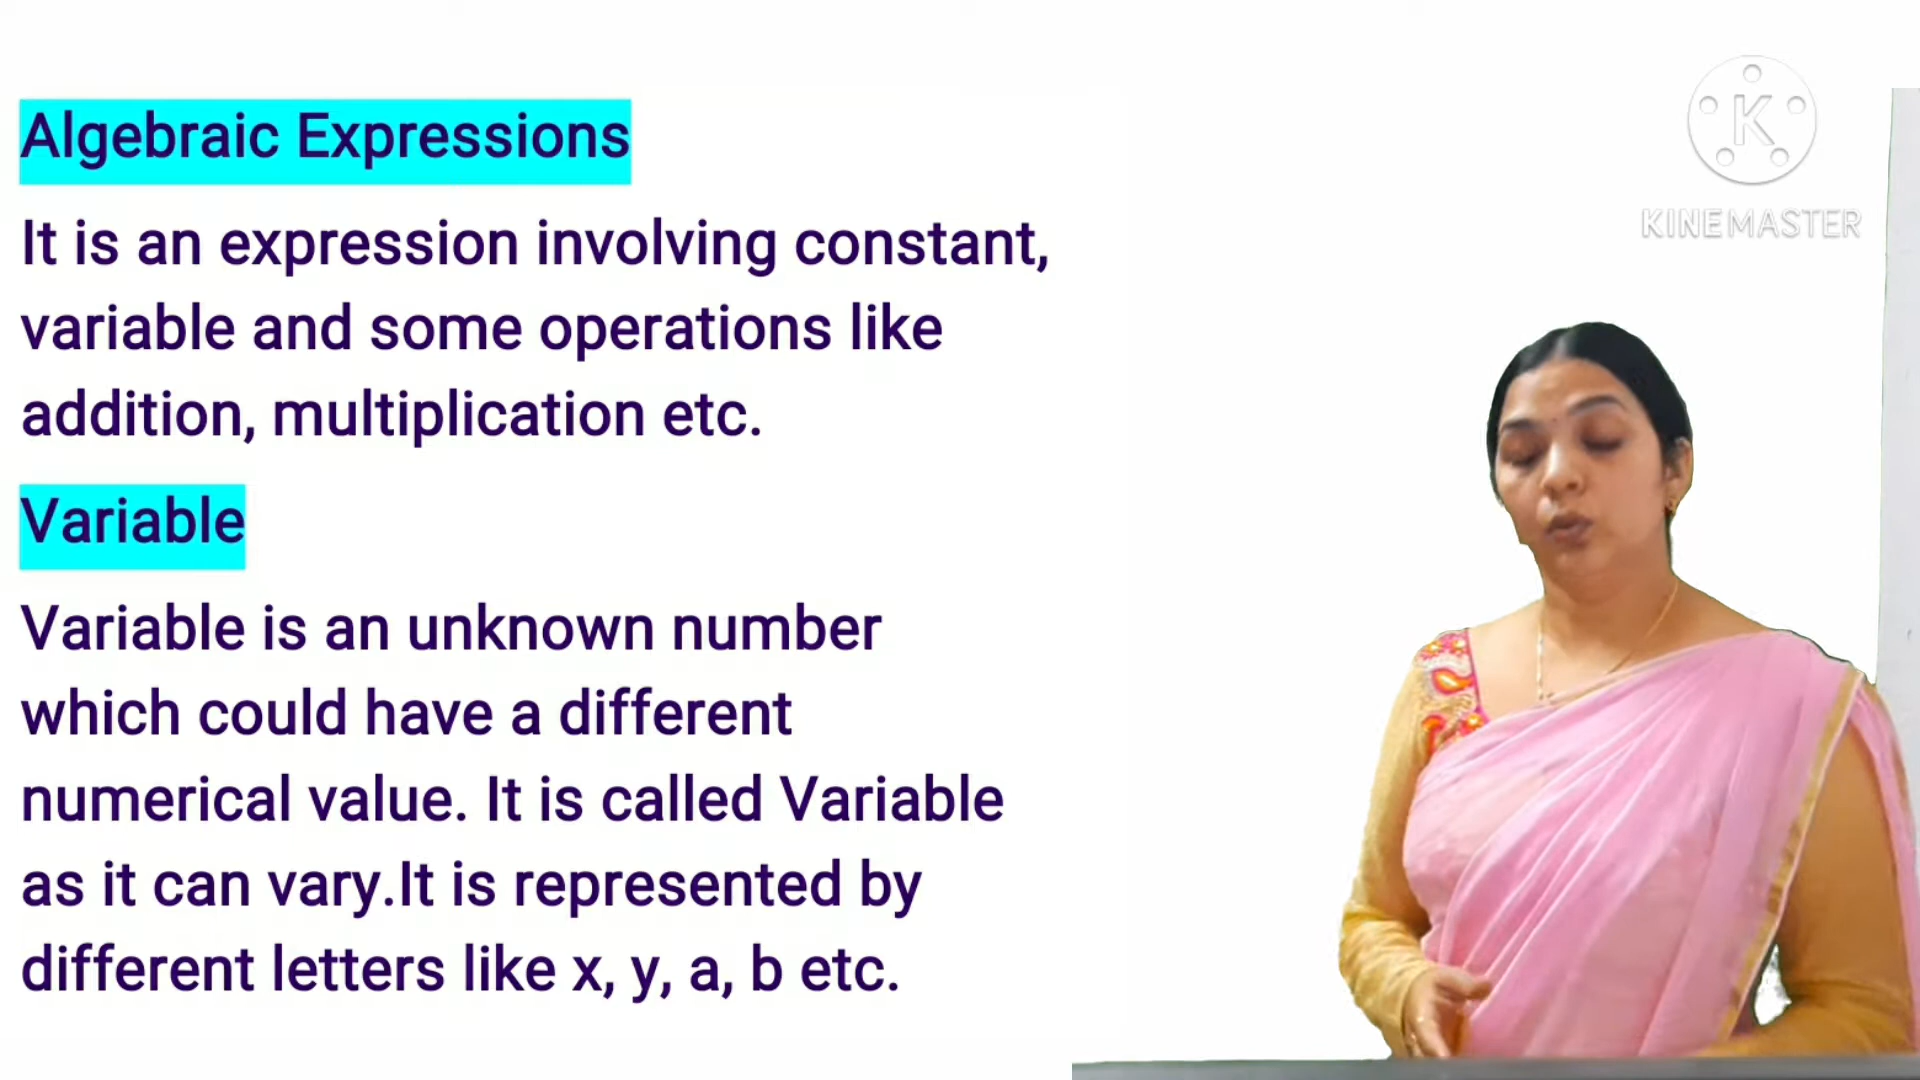 Algebraic Expressions
It is an expression involving constant,
variable and some operations like
addition, multiplication etc.
Variable
Variable is an unknown number
which could have a different
numerical value. It is called Variable
as it can vary.It is represented by
different letters like x, y, a, b etc.
K
KINEMASTER